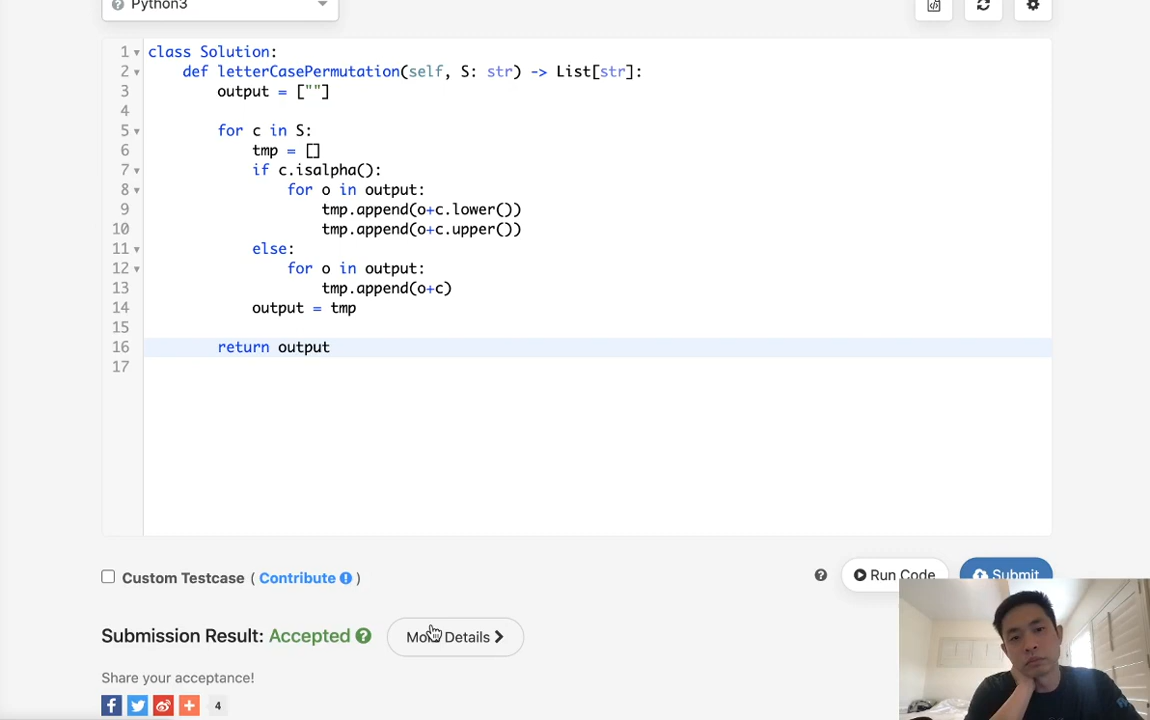 Python3
1 class Solution:
2     def letterCasePermutation(self, S: str) -> List[str]:
3         output = [""]
4
5         for c in S:
6             tmp = []
7             if c.isalpha():
8                 for o in output:
9                     tmp.append(o+c.lower())
10                     tmp.append(o+c.upper())
11             else:
12                 for o in output:
13                     tmp.append(o+c)
14             output = tmp
15
16         return output
17
Custom Testcase ( Contribute )
Run Code
Submit
Submission Result: Accepted
More Details
Share your acceptance!
4